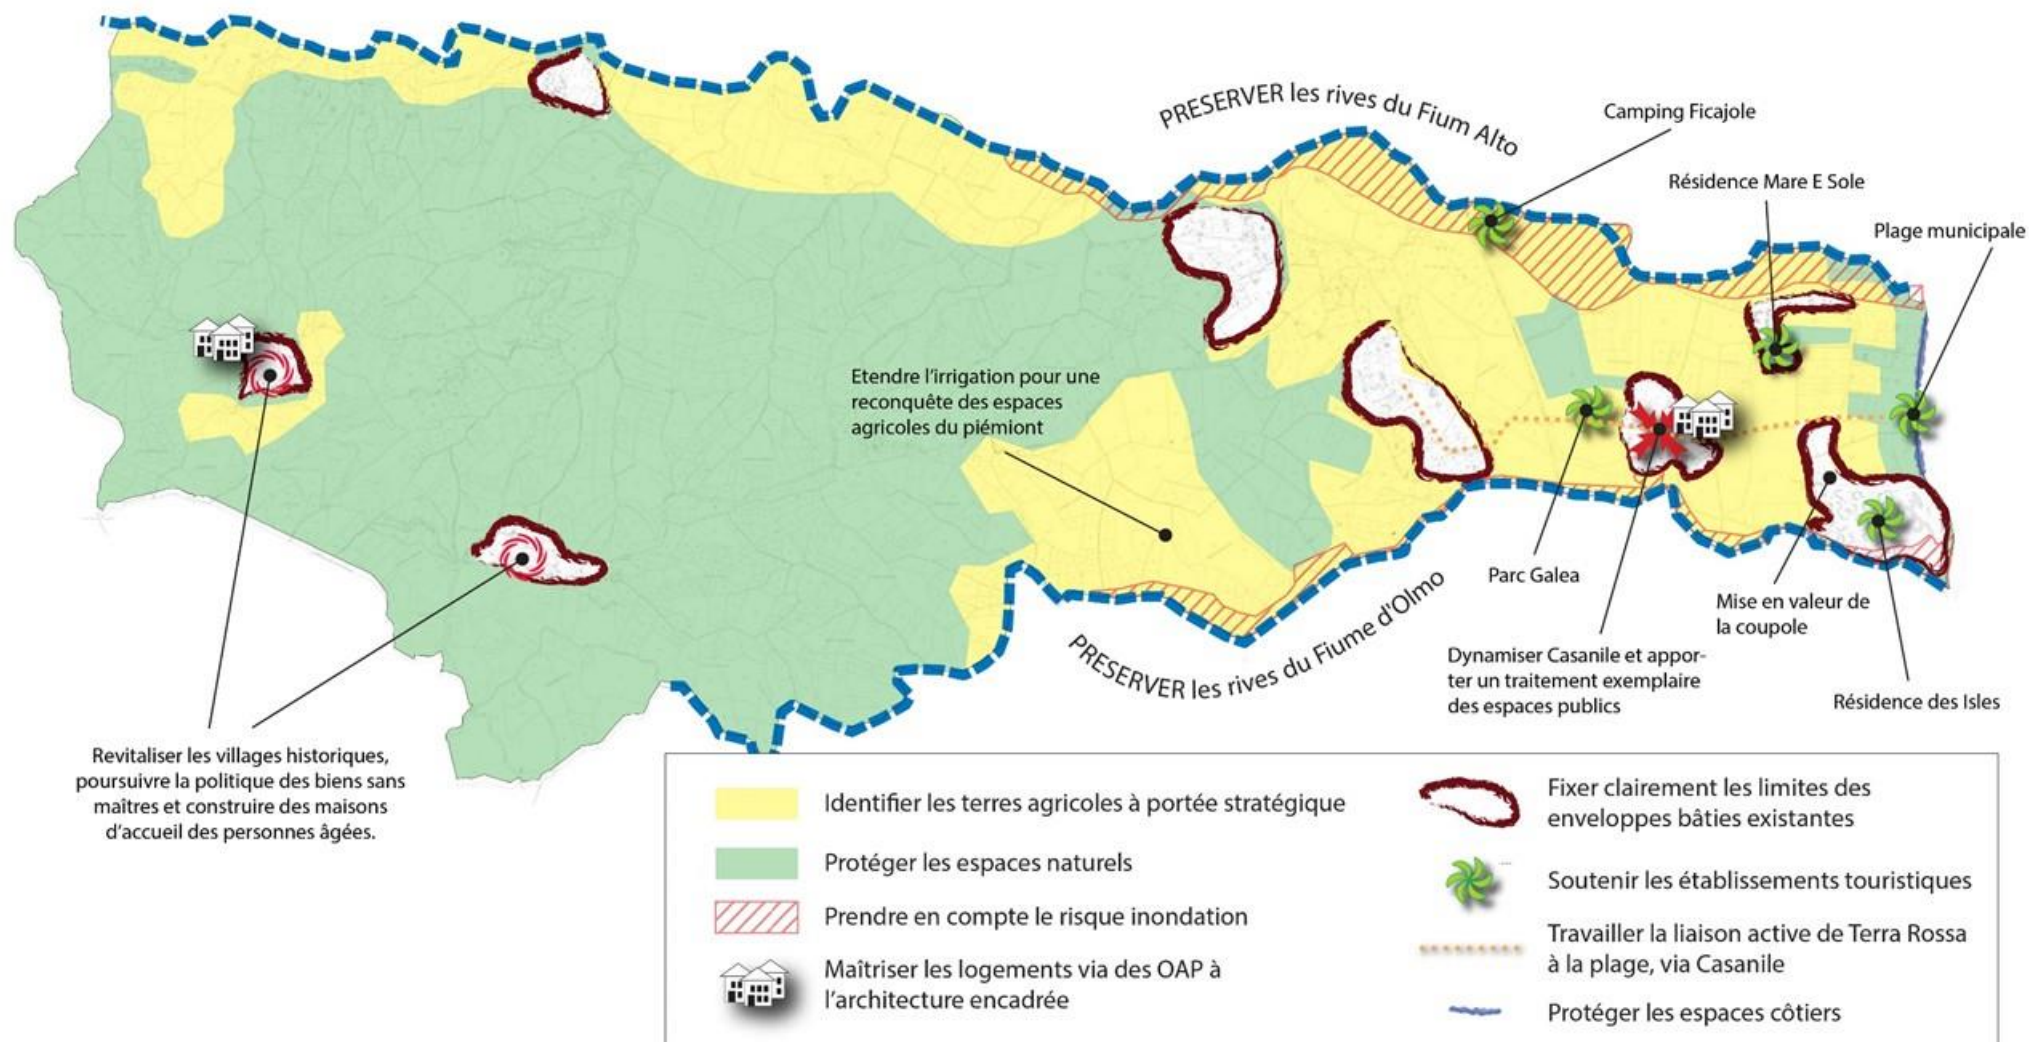 PRESERVER les rives du Fium Alto
Camping Ficajole
Résidence Mare E Sole
Plage municipale
Etendre l'irrigation pour une
reconquête des espaces
agricoles du piémiont
Parc Galea
PRESERVER les rives du Fiume d'Olmo
Mise en valeur de
la coupole
Dynamiser Casanile et appor-
ter un traitement exemplaire
des espaces publics
Résidence des Isles
Revitaliser les villages historiques,
poursuivre la politique des biens sans
maîtres et construire des maisons
d'accueil des personnes âgées.
Identifier les terres agricoles à portée stratégique
Protéger les espaces naturels
Prendre en compte le risque inondation
Maîtriser les logements via des OAP à
l'architecture encadrée
Fixer clairement les limites des
enveloppes bâties existantes
Soutenir les établissements touristiques
Travailler la liaison active de Terra Rossa
à la plage, via Casanile
Protéger les espaces côtiers